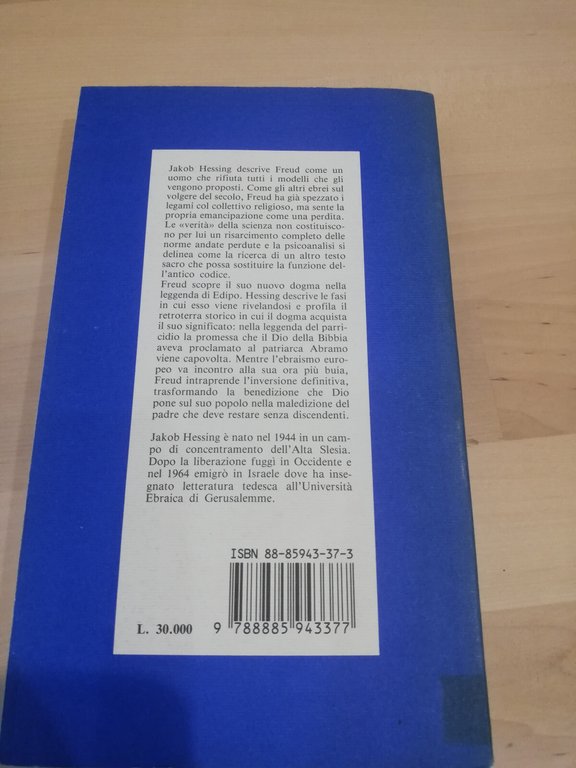 Jakob Hessing descrive Freud come un
uomo che rifiuta tutti i modelli che gli
vengono proposti. Come gli altri ebrei sul
volgere del secolo, Freud ha già spezzato i
legami col collettivo religioso, ma sente la
propria emancipazione come una perdita.
Le «verità» della scienza non costituisco-
no per lui un risarcimento completo delle
norme andate perdute e la psicoanalisi si
delinea come la ricerca di un altro testo
sacro che possa sostituire la funzione del-
l'antico codice.
Freud scopre il suo nuovo dogma nella
leggenda di Edipo. Hessing descrive le fasi
in cui esso viene rivelandosi e profila il
retroterra storico in cui il dogma acquista
il suo significato: nella leggenda del parri-
cidio la promessa che il Dio della Bibbia
aveva proclamato al patriarca Abramo
viene capovolta. Mentre l'ebraismo euro-
peo va incontro alla sua ora più buia,
Freud intraprende l'inversione definitiva,
trasformando la benedizione che Dio
pone sul suo popolo nella maledizione del
padre che deve restare senza discendenti.
Jakob Hessing è nato nel 1944 in un cam-
po di concentramento dell'Alta Slesia.
Dopo la liberazione fuggì in Occidente e
nel 1964 emigrò in Israele dove ha inse-
gnato letteratura tedesca all'Università
Ebraica di Gerusalemme.
ISBN 88-85943-37-3
L. 30.000
9 788885 943377